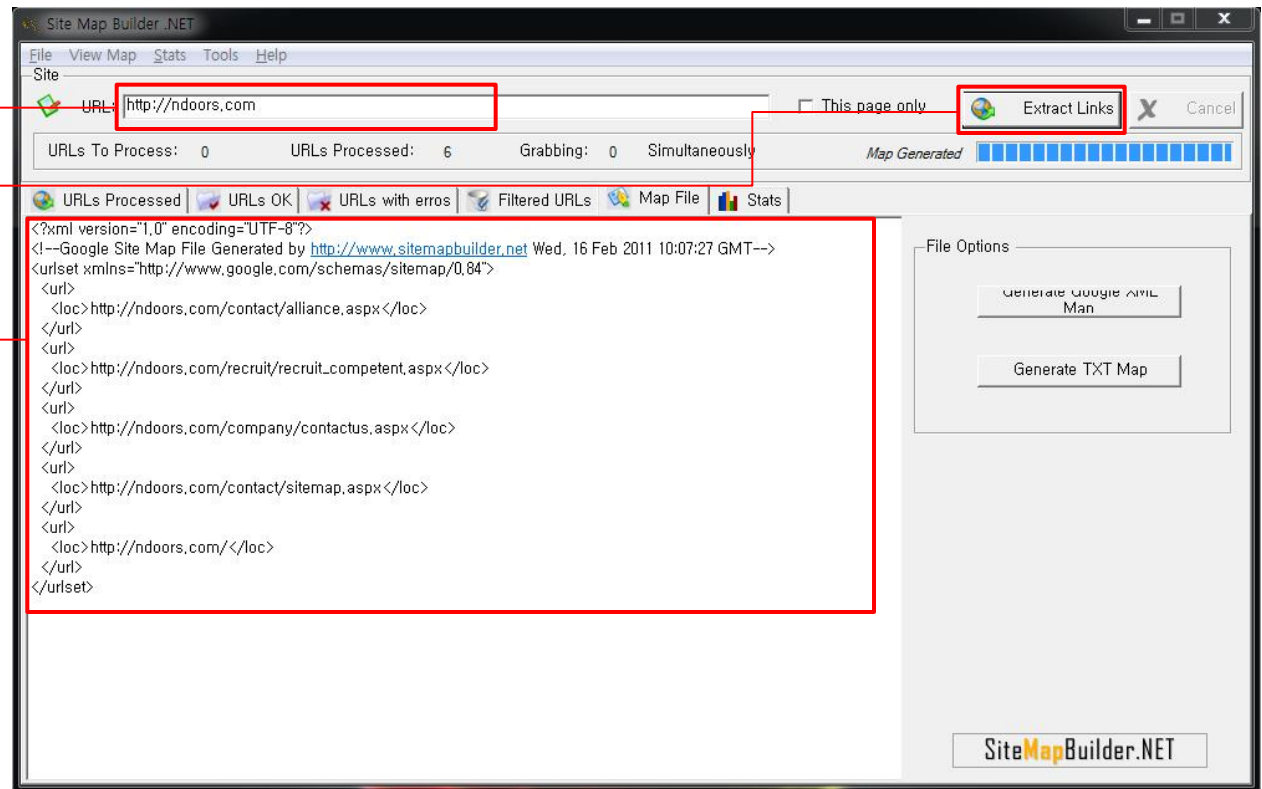 Site Map Builder .NET
File View Map Stats Tools Help
Site
URL: http://ndoors.com
This page only
Extract Links
Cancel
URLs To Process: 0 URLs Processed: 6 Grabbing: 0 Simultaneously
Map Generated
URLs Processed
URLs OK
URLs with erros
Filtered URLs
Map File
Stats
<?xml version="1.0" encoding="UTF-8"?>
<!--Google Site Map File Generated by http://www.sitemapbuilder.net Wed, 16 Feb 2011 10:07:27 GMT-->
<urlset xmlns="http://www.google.com/schemas/sitemap/0.84">
<url>
<loc>http://ndoors.com/contact/alliance.aspx</loc>
</url>
<url>
<loc>http://ndoors.com/recruit/recruit_competent.aspx</loc>
</url>
<url>
<loc>http://ndoors.com/company/contactus.aspx</loc>
</url>
<url>
<loc>http://ndoors.com/contact/sitemap.aspx</loc>
</url>
<url>
<loc>http://ndoors.com/</loc>
</url>
</urlset>
File Options
Generate Google XML
Map
Generate TXT Map
SiteMapBuilder.NET